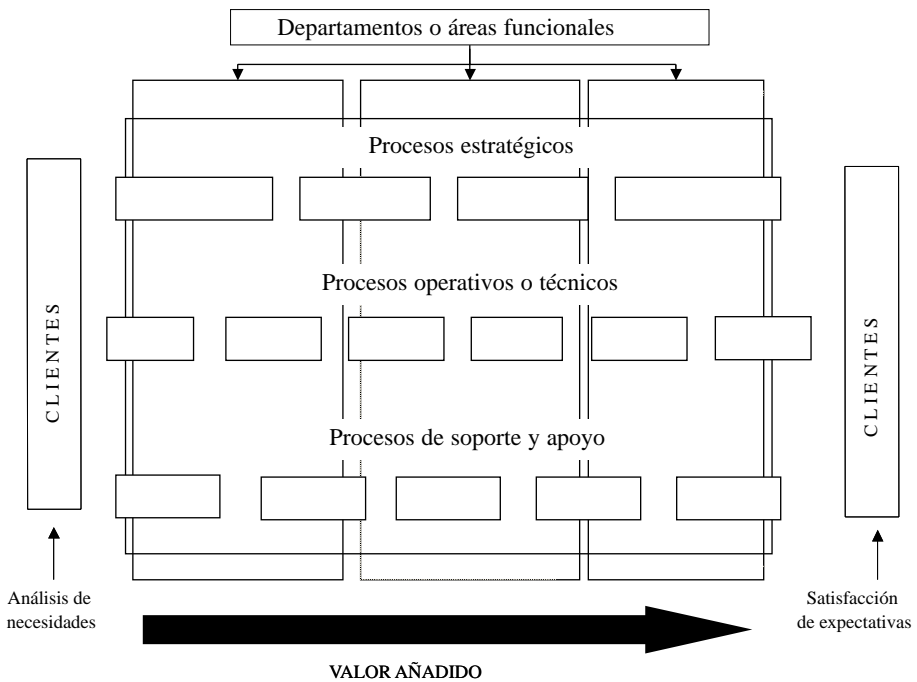 Departamentos o áreas funcionales
Procesos estratégicos
Procesos operativos o técnicos
Procesos de soporte y apoyo
CLIENTES
CLIENTES
Análisis de
necesidades
Satisfacción
de expectativas
VALOR AÑADIDO